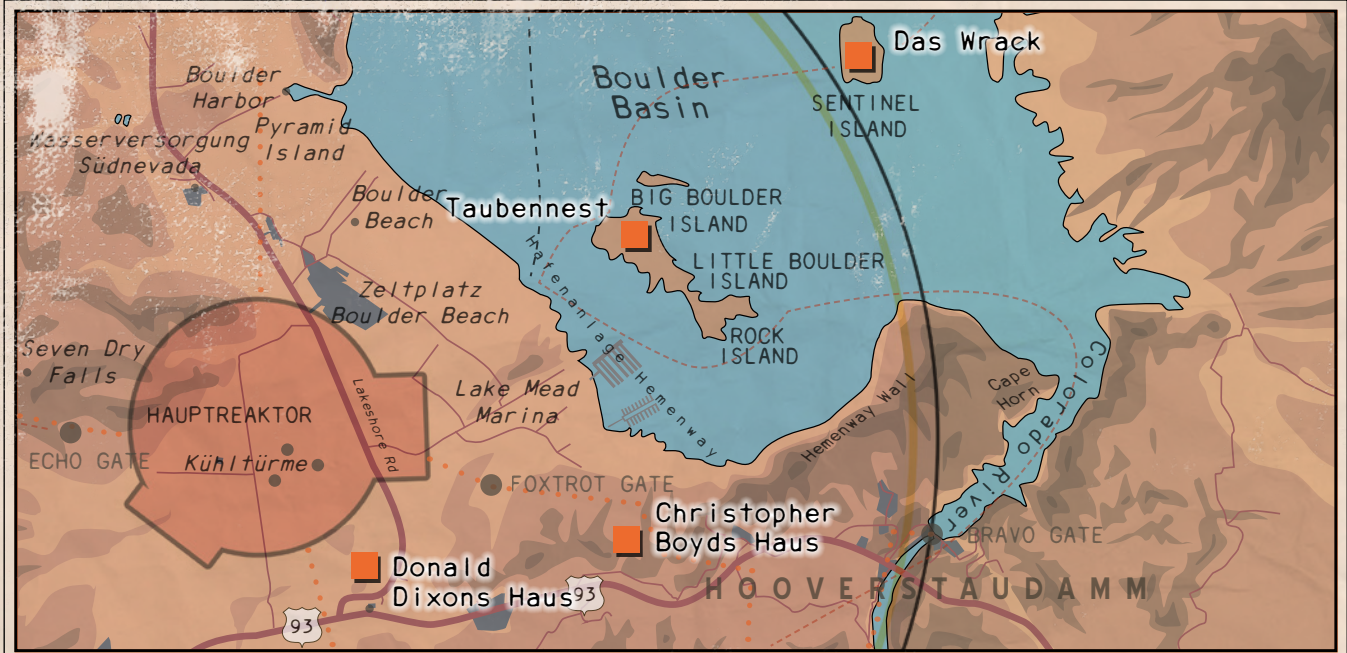 Das Wrack
Boulder
Basin
Boulder
Harbor
SENTINEL
ISLAND
Pyramid
Island
Wasserversorgung
Südnevada
Boulder
Beach
Taubennest
BIG BOULDER
ISLAND
LITTLE BOULDER
ISLAND
Hafenanlage Hemenway
Zeltplatz
Boulder Beach
ROCK
ISLAND
Seven Dry
Falls
Lake Mead
Marina
Lakeshore Rd
HAUPTREAKTOR
Kühltürme
ECHO GATE
Hemenway Wall
Cape
Horn
Colorado River
FOXTROT GATE
Christopher
Boyds Haus
BRAVO GATE
Donald
Dixons Haus
93
HOOVERSTAUDAMM
93